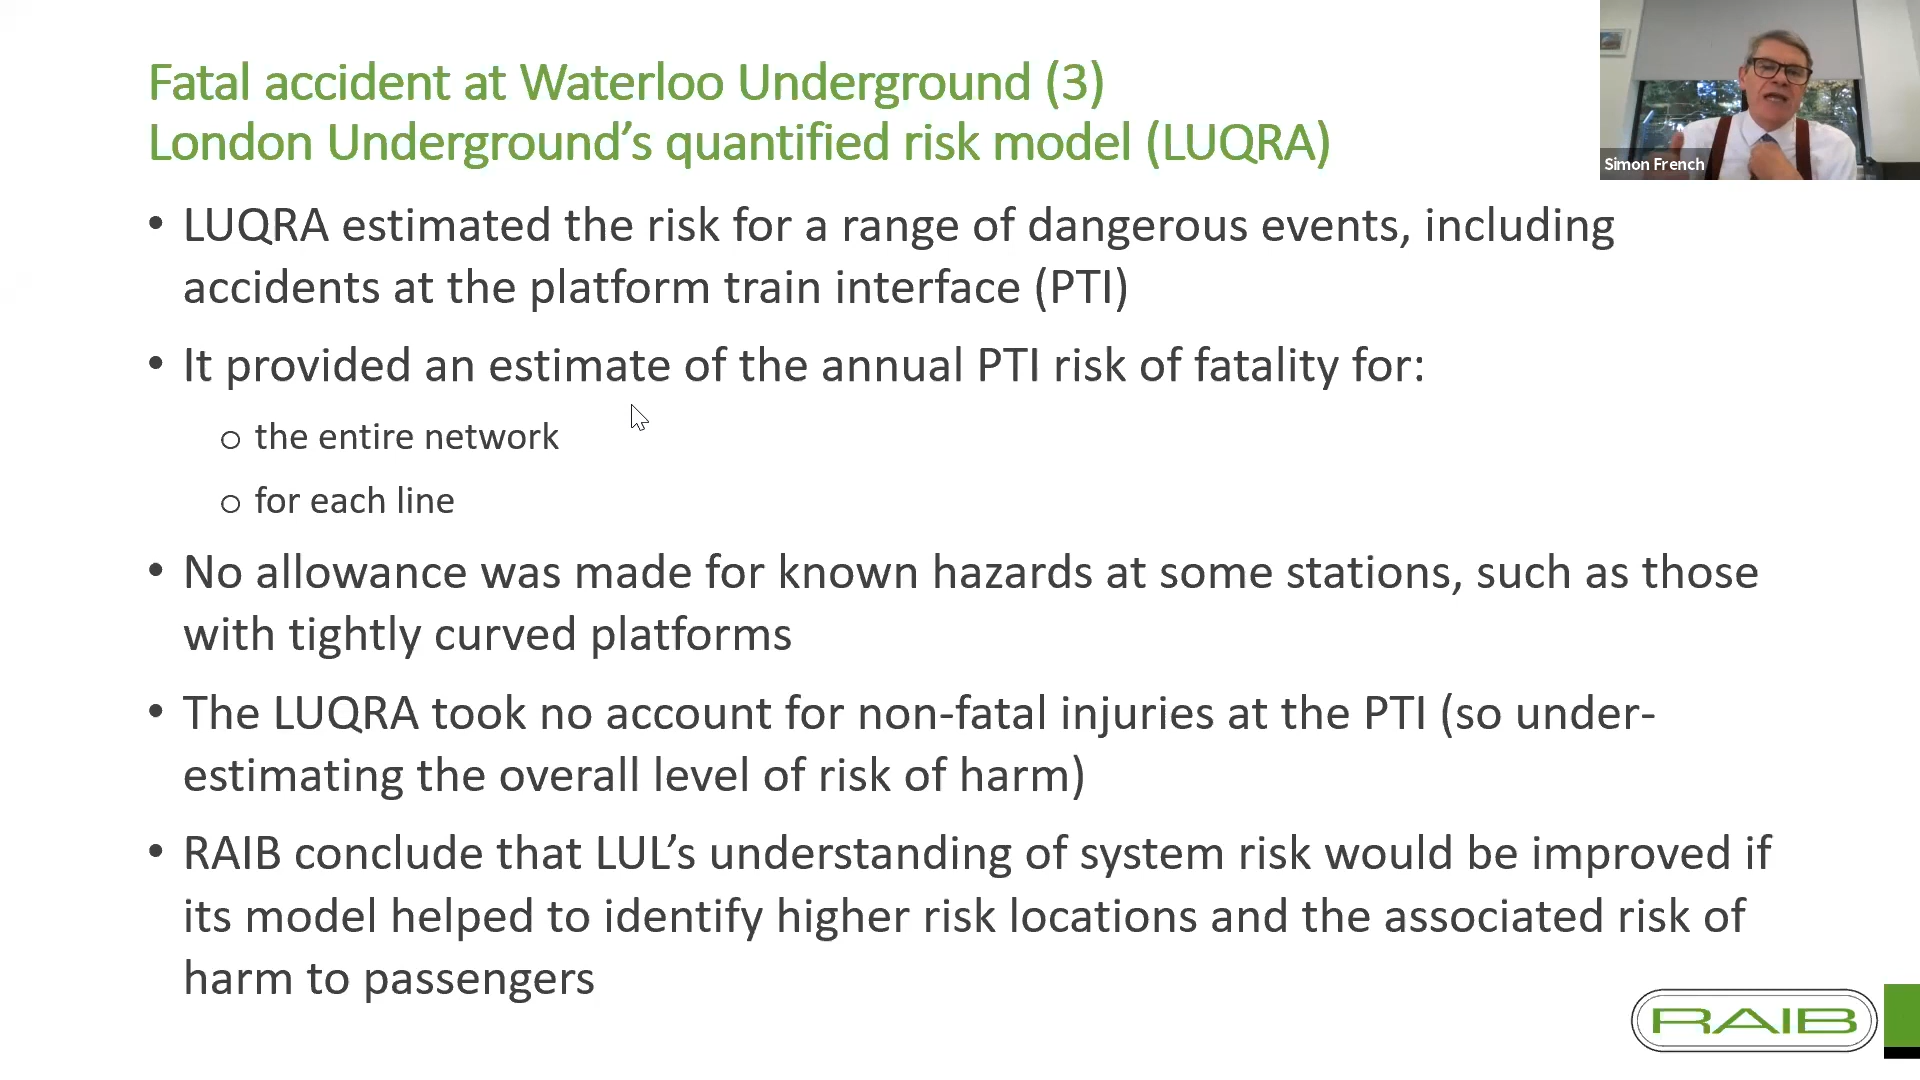 Fatal accident at Waterloo Underground (3)
London Underground’s quantified risk model (LUQRA)
Simon French
• LUQRA estimated the risk for a range of dangerous events, including
accidents at the platform train interface (PTI)
• It provided an estimate of the annual PTI risk of fatality for:
o the entire network
o for each line
• No allowance was made for known hazards at some stations, such as those
with tightly curved platforms
• The LUQRA took no account for non-fatal injuries at the PTI (so under-
estimating the overall level of risk of harm)
• RAIB conclude that LUL’s understanding of system risk would be improved if
its model helped to identify higher risk locations and the associated risk of
harm to passengers
RAIB